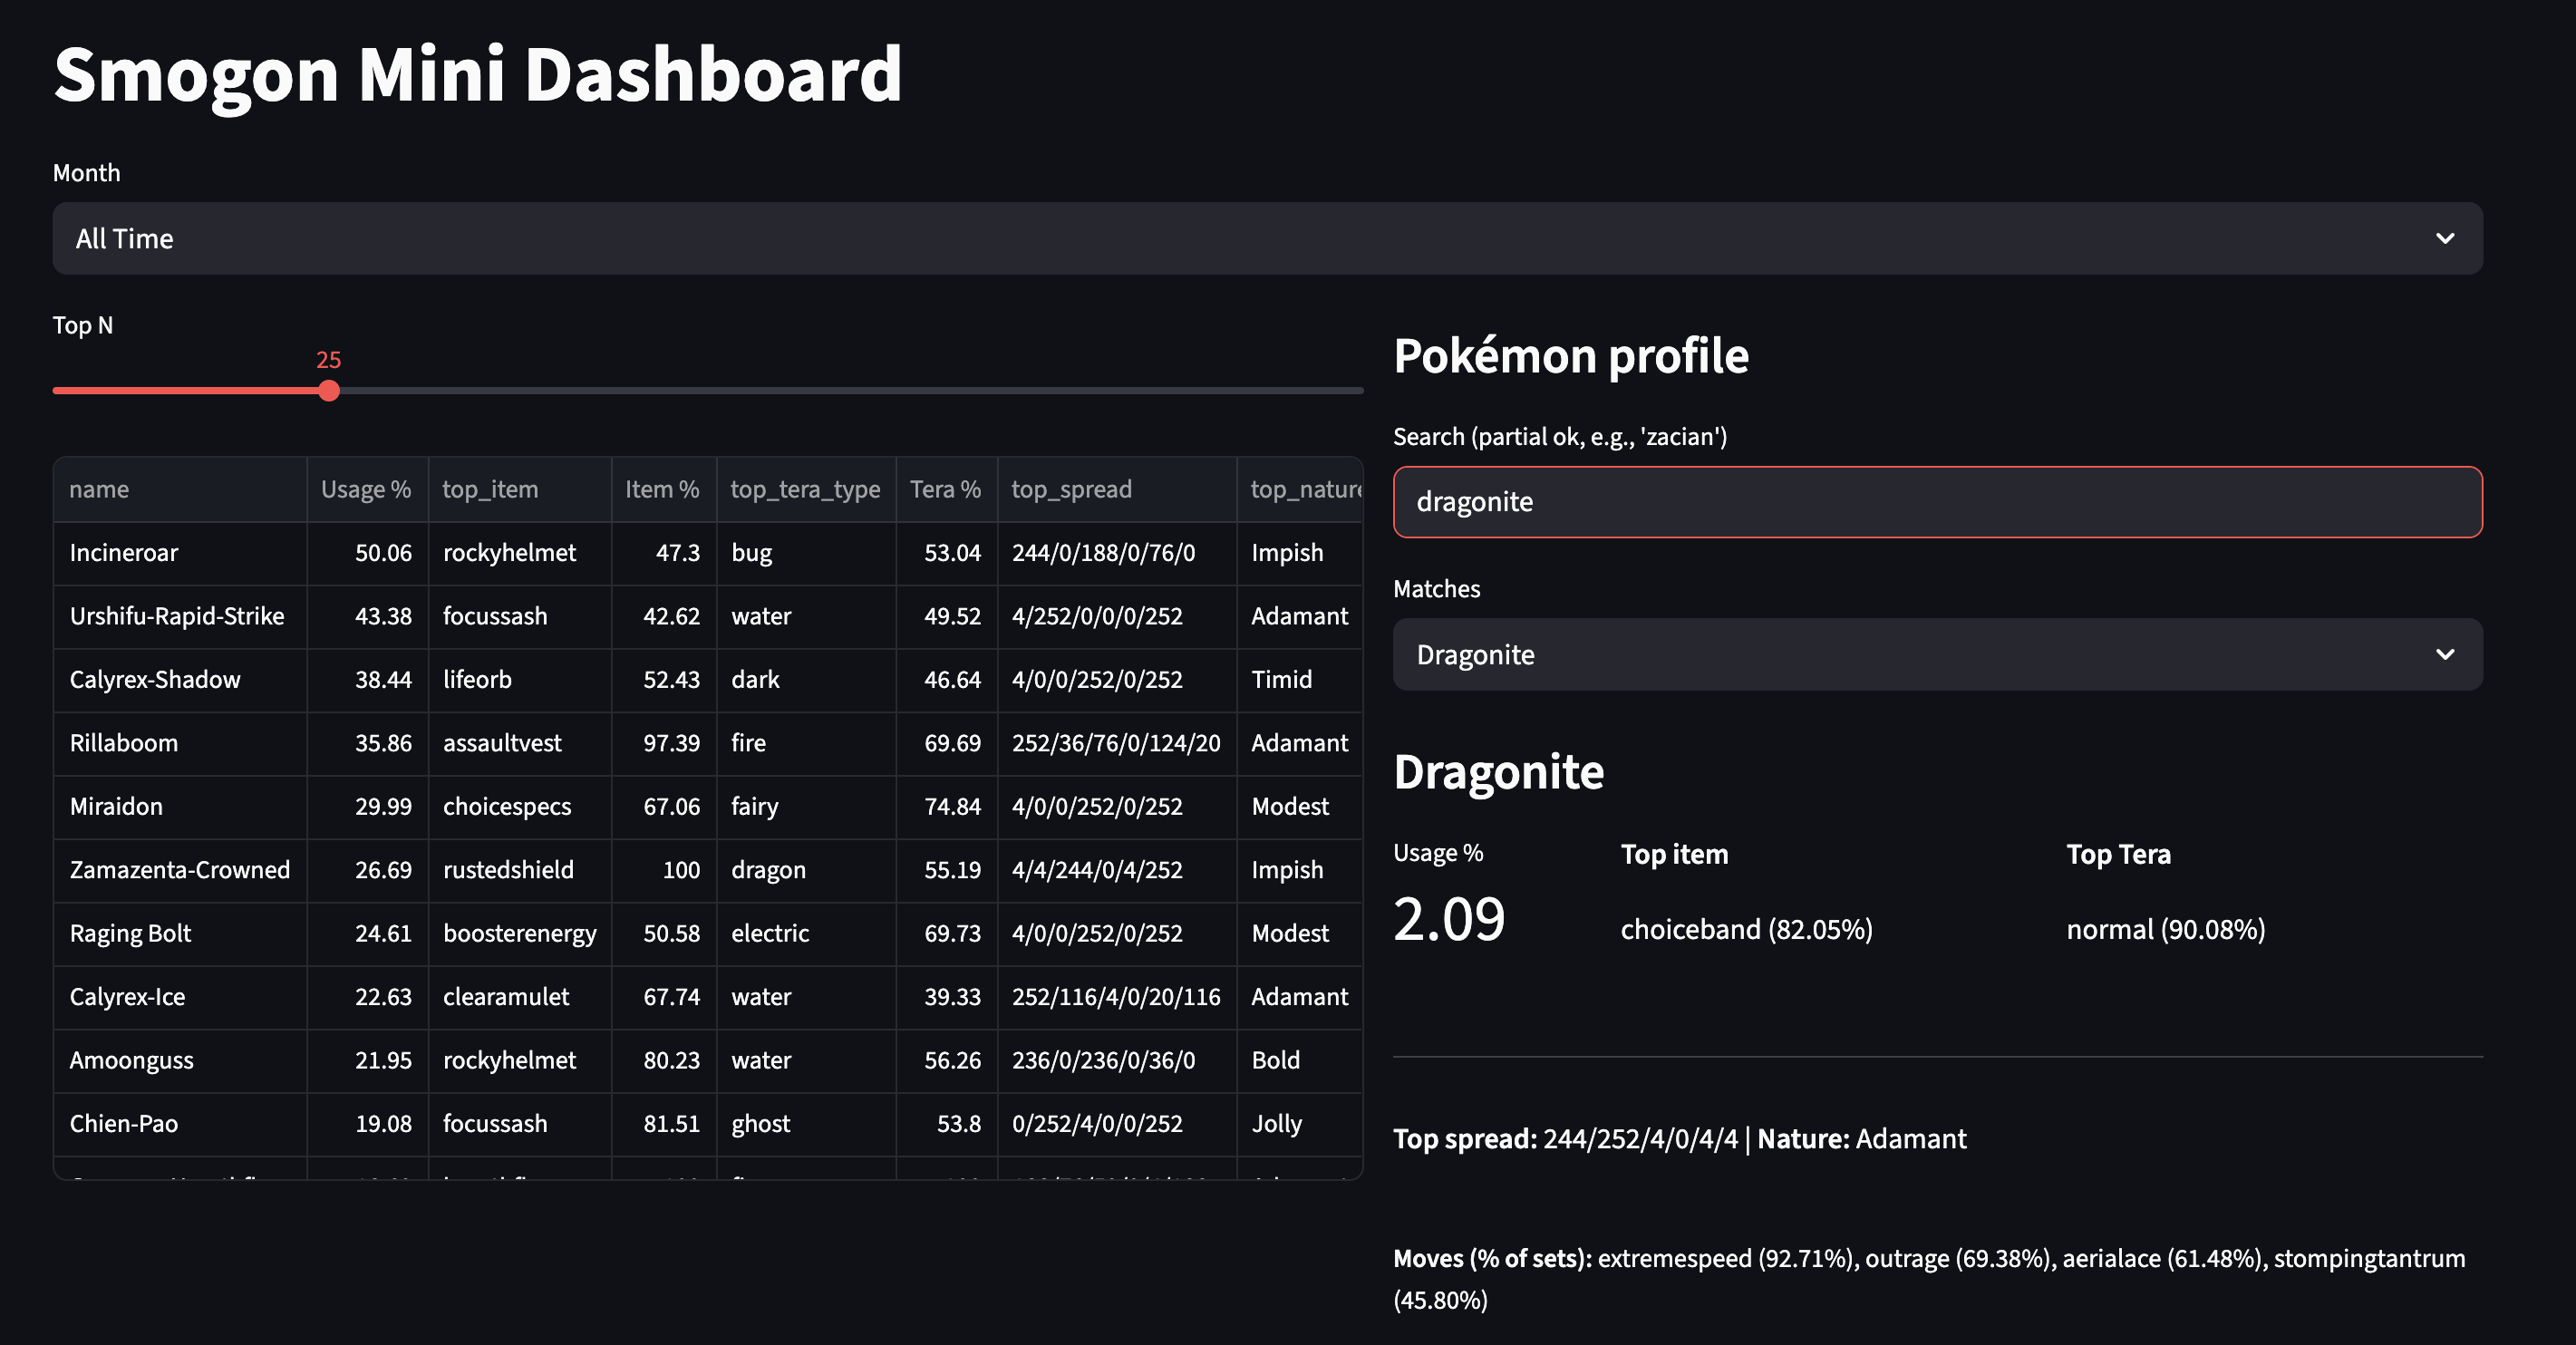 Smogon Mini Dashboard
Month
All Time
Top N
25
name Usage % top_item Item % top_tera_type Tera % top_spread top_nature
Incineroar 50.06 rockyhelmet 47.3 bug 53.04 244/0/188/0/76/0 Impish
Urshifu-Rapid-Strike 43.38 focussash 42.62 water 49.52 4/252/0/0/0/252 Adamant
Calyrex-Shadow 38.44 lifeorb 52.43 dark 46.64 4/0/0/252/0/252 Timid
Rillaboom 35.86 assaultvest 97.39 fire 69.69 252/36/76/0/124/20 Adamant
Miraidon 29.99 choicespecs 67.06 fairy 74.84 4/0/0/252/0/252 Modest
Zamazenta-Crowned 26.69 rustedshield 100 dragon 55.19 4/4/244/0/4/252 Impish
Raging Bolt 24.61 boosterenergy 50.58 electric 69.73 4/0/0/252/0/252 Modest
Calyrex-Ice 22.63 clearamulet 67.74 water 39.33 252/116/4/0/20/116 Adamant
Amoonguss 21.95 rockyhelmet 80.23 water 56.26 236/0/236/0/36/0 Bold
Chien-Pao 19.08 focussash 81.51 ghost 53.8 0/252/4/0/0/252 Jolly
Pokémon profile
Search (partial ok, e.g., 'zacian')
dragonite
Matches
Dragonite
Dragonite
Usage % Top item Top Tera
2.09 choiceband (82.05%) normal (90.08%)
Top spread: 244/252/4/0/4/4 | Nature: Adamant
Moves (% of sets): extremespeed (92.71%), outrage (69.38%), aerialace (61.48%), stompingtantrum
(45.80%)